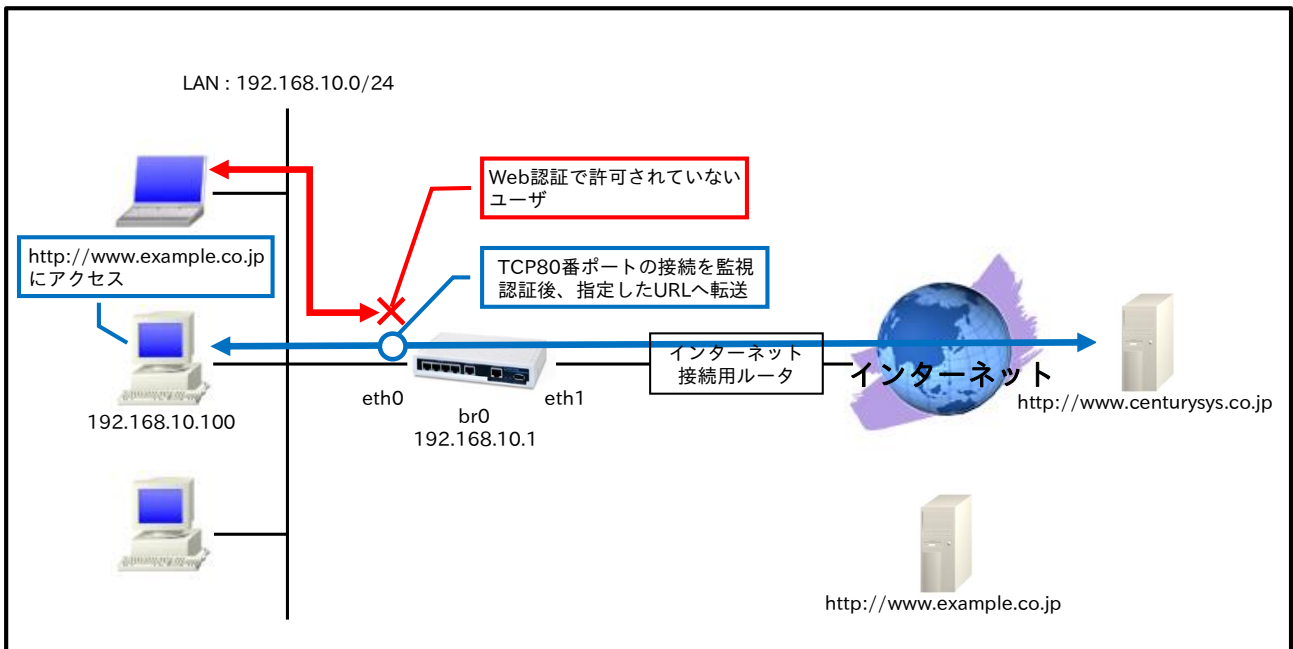 LAN : 192.168.10.0/24
Web認証で許可されていない
ユーザ
http://www.example.co.jp
にアクセス
TCP80番ポートの接続を監視
認証後、指定したURLへ転送
インターネット
接続用ルータ
インターネット
eth0
eth1
http://www.centurysys.co.jp
192.168.10.100
br0
192.168.10.1
http://www.example.co.jp